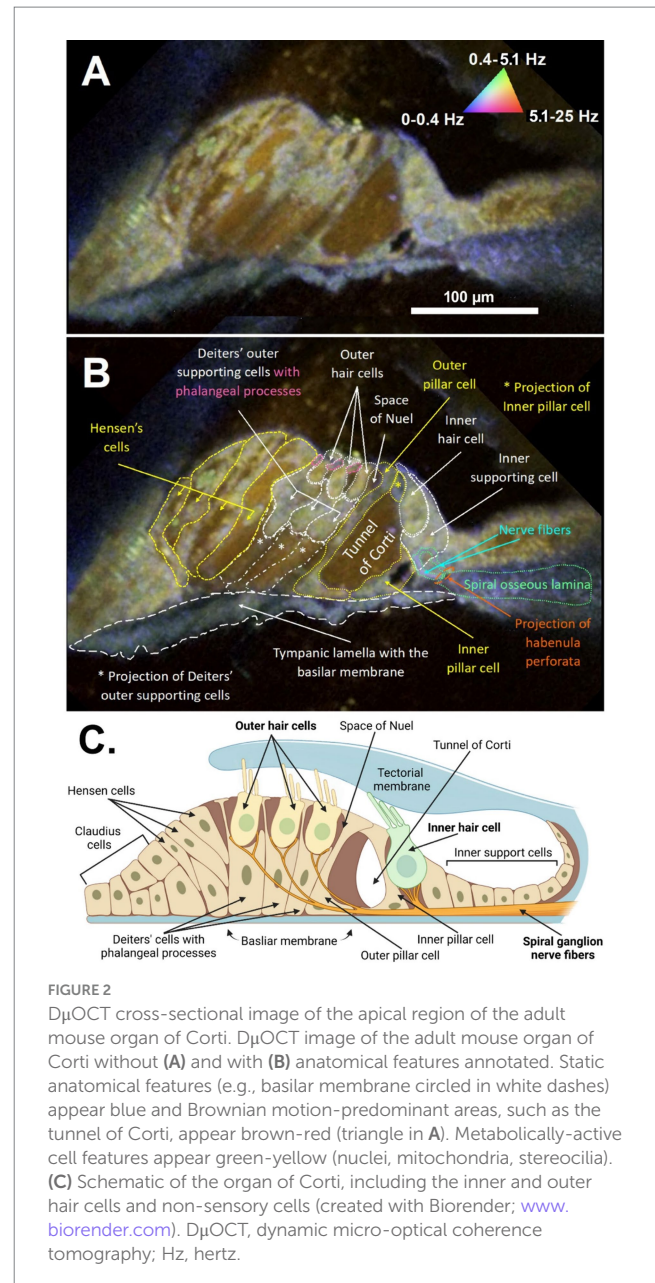 A
0.4-5.1 Hz
0-0.4 Hz
5.1-25 Hz
100 µm
B
Deiters' outer
supporting cells with
phalangeal processes
Outer
hair cells
Outer
pillar cell
* Projection of
Inner pillar cell
Space
of Nuel
Inner
hair cell
Hensen's
cells
Inner
supporting cell
Nerve fibers
Tunnel
of Corti
Spiral osseous lamina
*
*
*
*
Tympanic lamella with the
basilar membrane
Inner
pillar cell
Projection of
habenula
perforata
* Projection of Deiters'
outer supporting cells
C.
Outer hair cells
Space of Nuel
Tunnel of Corti
Hensen cells
Tectorial
membrane
Claudius
cells
Inner hair cell
Inner support cells
Deiters' cells with
phalangeal processes
Basliar membrane
Outer pillar cell
Inner pillar cell
Spiral ganglion
nerve fibers
FIGURE 2
DµOCT cross-sectional image of the apical region of the adult
mouse organ of Corti. DµOCT image of the adult mouse organ of
Corti without (A) and with (B) anatomical features annotated. Static
anatomical features (e.g., basilar membrane circled in white dashes)
appear blue and Brownian motion-predominant areas, such as the
tunnel of Corti, appear brown-red (triangle in A). Metabolically-active
cell features appear green-yellow (nuclei, mitochondria, stereocilia).
(C) Schematic of the organ of Corti, including the inner and outer
hair cells and non-sensory cells (created with Biorender; www.
biorender.com). DµOCT, dynamic micro-optical coherence
tomography; Hz, hertz.